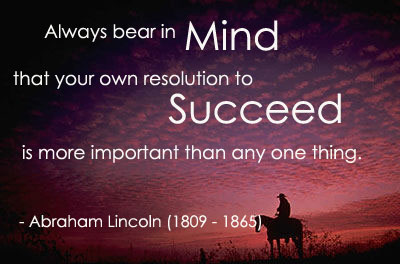 Always bear in Mind
that your own resolution to
Succeed
is more important than any one thing.
- Abraham Lincoln (1809 - 1865)